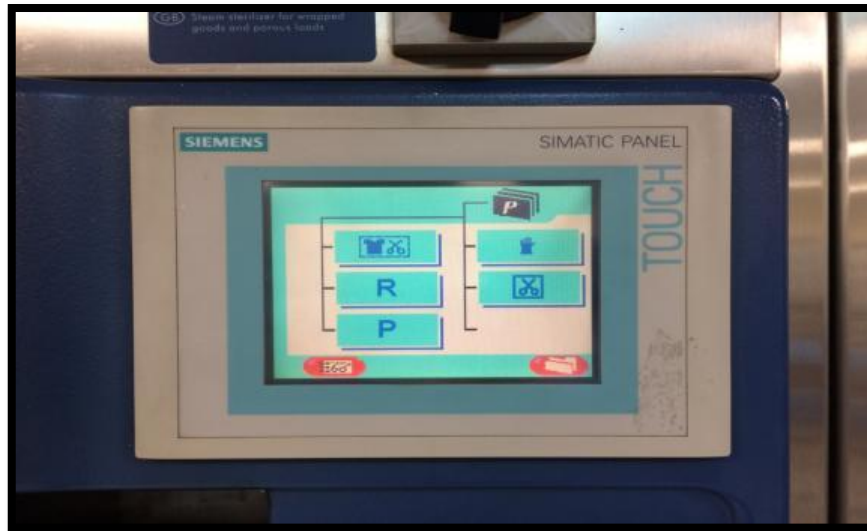 GB Steam sterilizer for wrapped
goods and porous loads
SIEMENS
SIMATIC PANEL
TOUCH
P
R
P